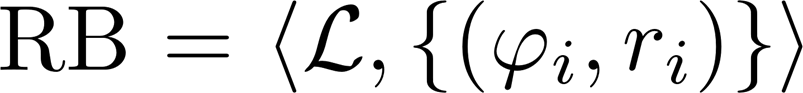 RB = ⟨ℒ, {(φᵢ, rᵢ)}⟩